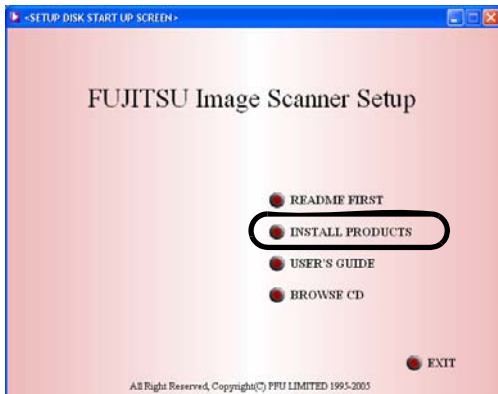 <SETUP DISK START UP SCREEN>
FUJITSU Image Scanner Setup
README FIRST
INSTALL PRODUCTS
USER'S GUIDE
BROWSE CD
EXIT
All Right Reserved, Copyright(C) PFU LIMITED 1995-2005